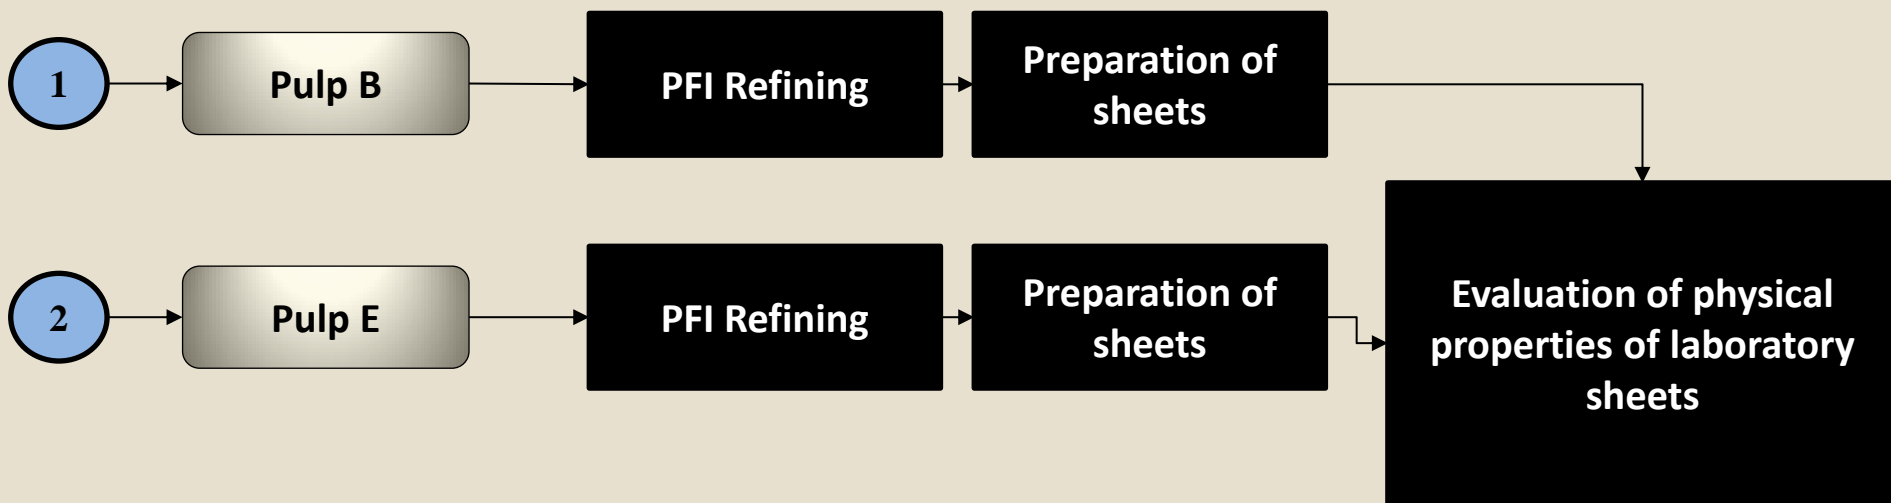 1
Pulp B
PFI Refining
Preparation of
sheets
2
Pulp E
PFI Refining
Preparation of
sheets
Evaluation of physical
properties of laboratory
sheets